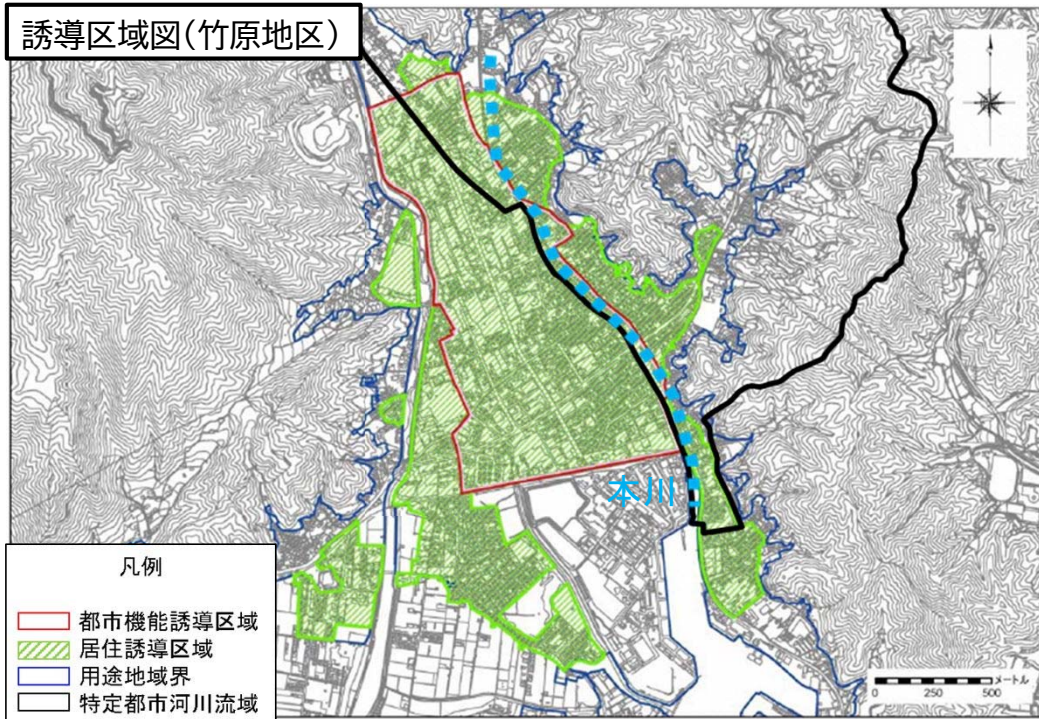 誘導区域図(竹原地区)
本川
凡例
都市機能誘導区域
居住誘導区域
用途地域界
特定都市河川流域
メートル
0 250 500